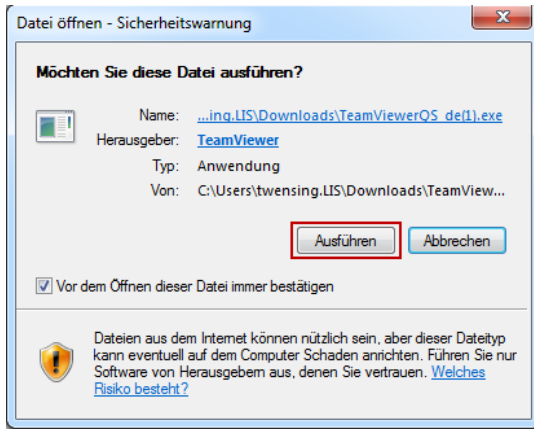 Datei öffnen - Sicherheitswarnung
Möchten Sie diese Datei ausführen?
Name: ...ing.LIS\Downloads\TeamViewerQS_de(1).exe
Herausgeber: TeamViewer
Typ: Anwendung
Von: C:\Users\twensing.LIS\Downloads\TeamView...
Ausführen Abbrechen
Vor dem Öffnen dieser Datei immer bestätigen
Dateien aus dem Internet können nützlich sein, aber dieser Dateityp
kann eventuell auf dem Computer Schaden anrichten. Führen Sie nur
Software von Herausgebern aus, denen Sie vertrauen. Welches
Risiko besteht?